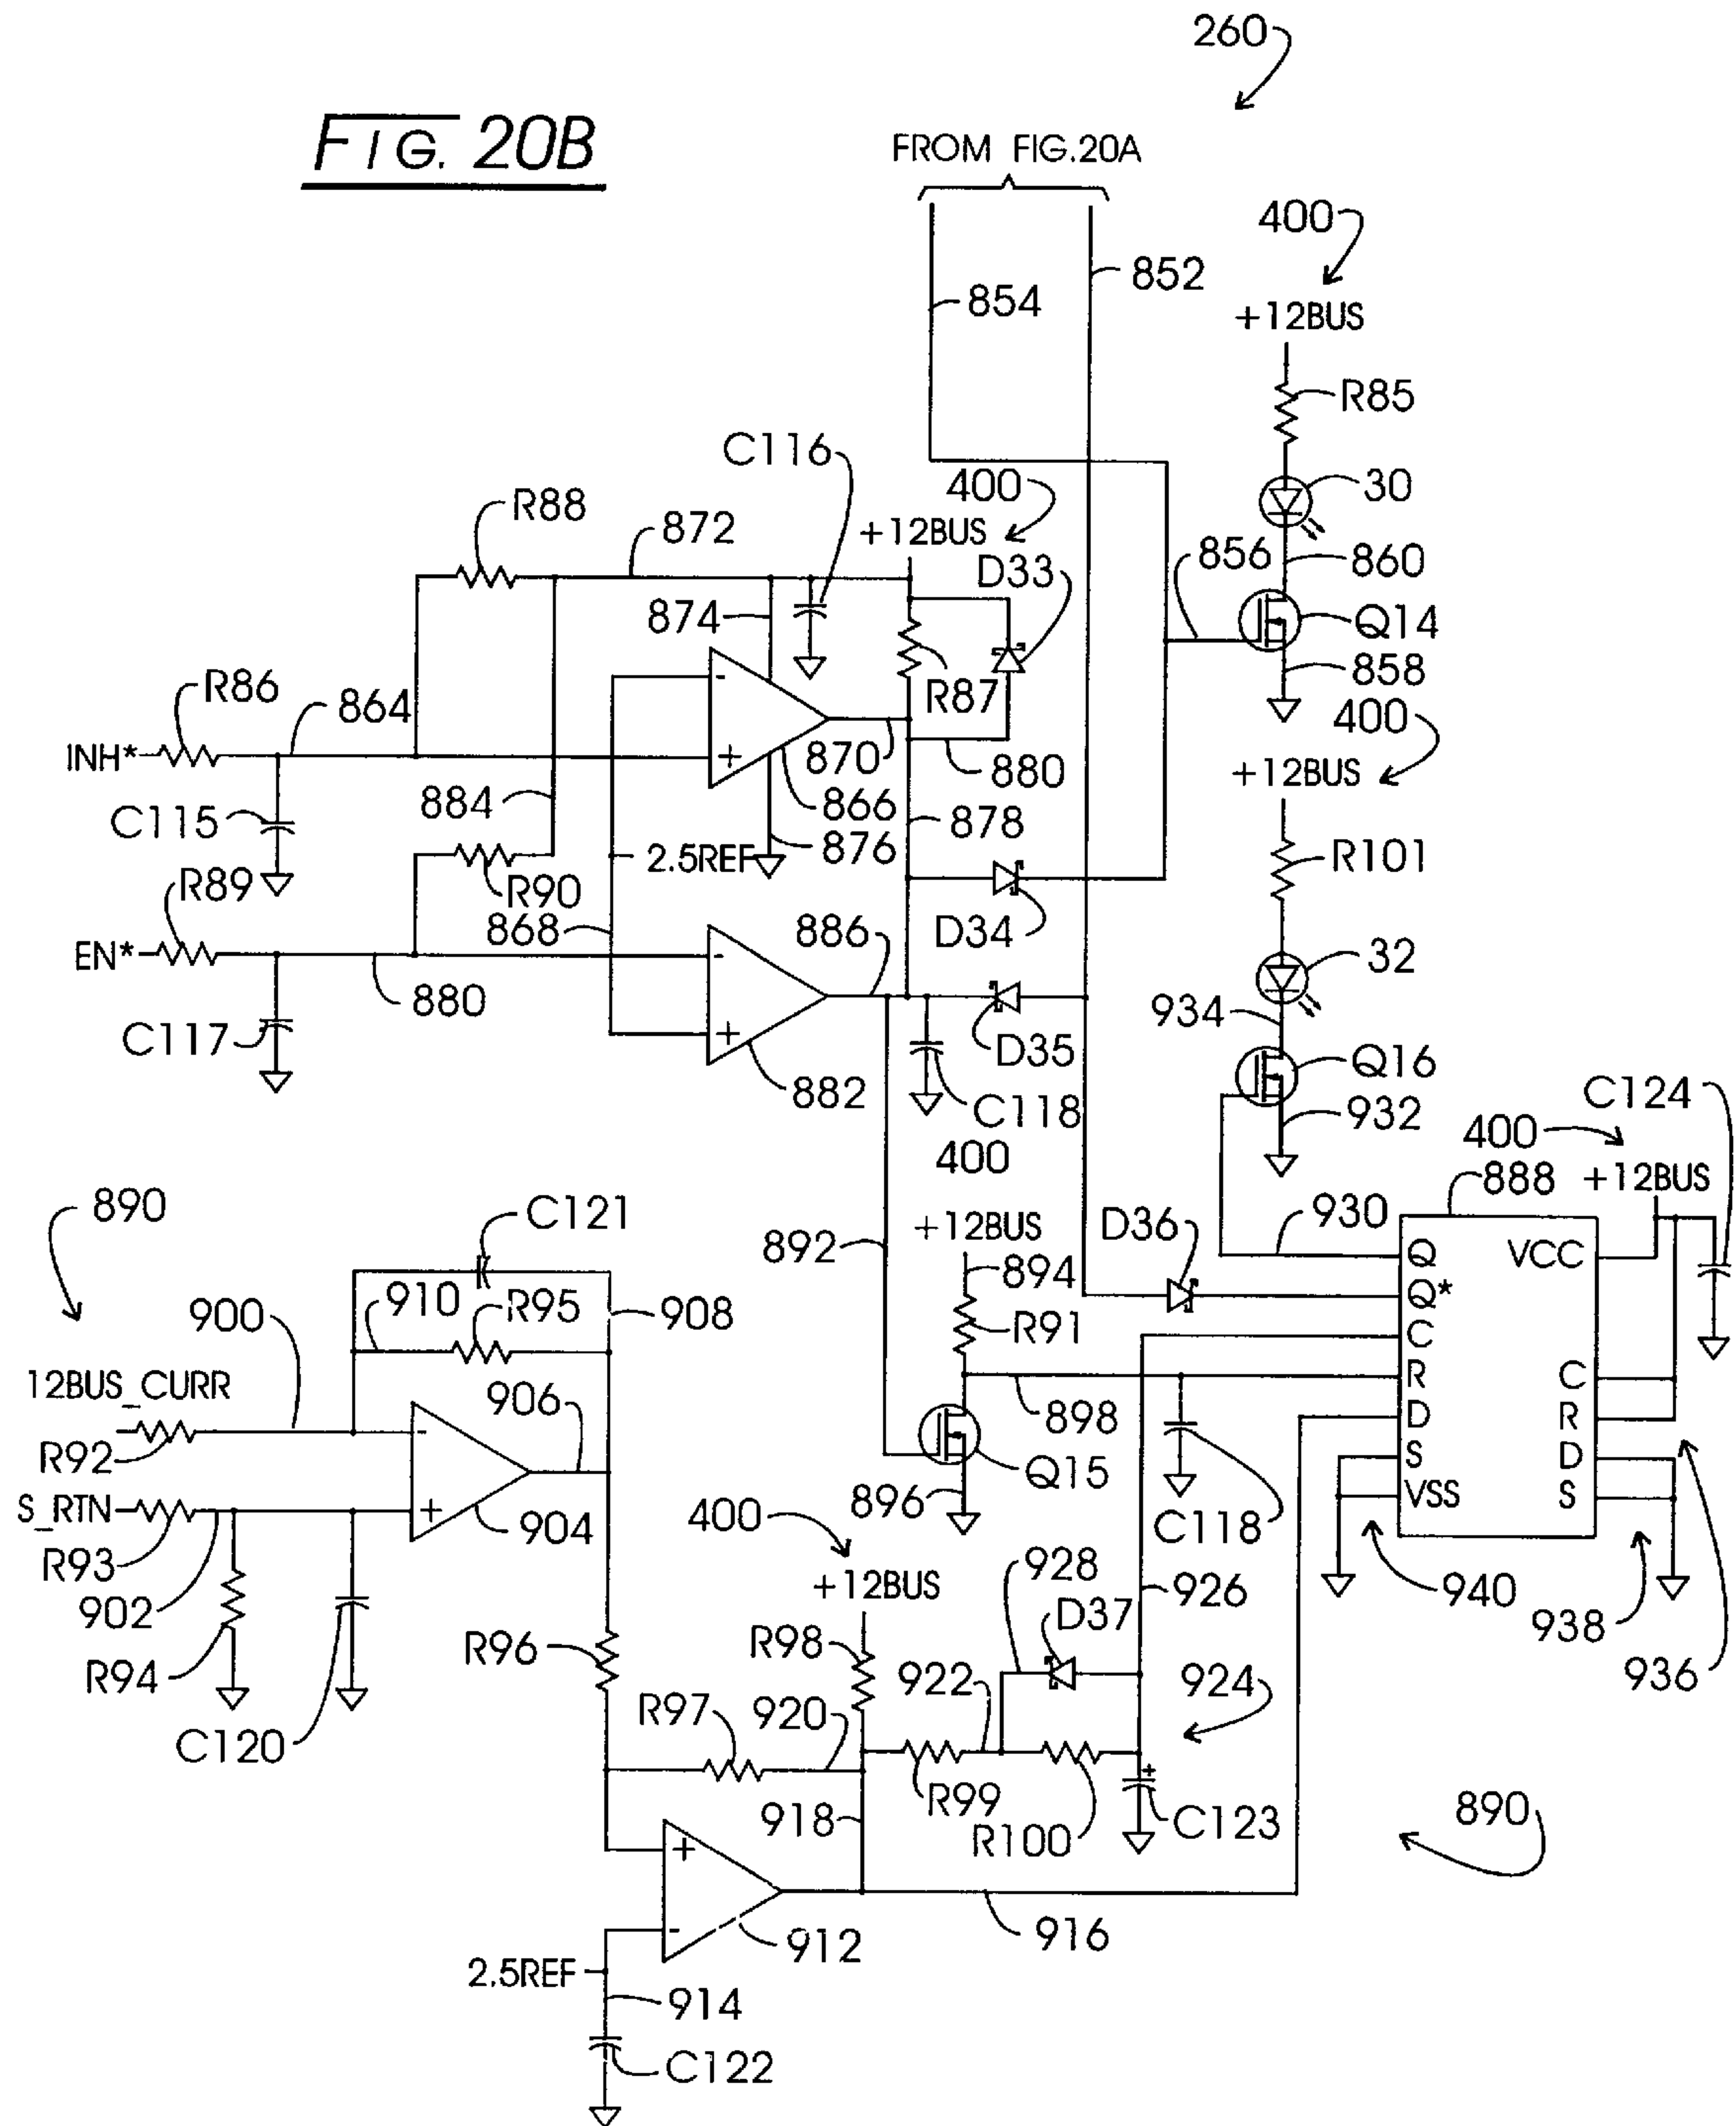 260
FIG. 20B
FROM FIG.20A
400
852
854
+12BUS
R85
C116
400
30
R88
872
+12BUS
856
D33
860
874
Q14
R86
864
R87
858
400
INH*
870
880
+12BUS
C115
884
866
878
2.5REF
876
R101
R89
R90
868
886
D34
32
EN*
880
934
C117
D35
Q16
882
C118
C124
932
400
400
888
+12BUS
890
C121
930
892
+12BUS
D36
Q
VCC
894
910
R95
908
Q*
900
R91
C
12BUS_CURR
906
R
C
898
D
R
R92
S
D
Q15
S_RTN
896
VSS
S
904
400
C118
R93
928
926
940
902
+12BUS
D37
938
R96
R98
R94
922
924
936
R97
920
C120
R99
C123
918
R100
890
+
-
912
916
2.5REF
914
C122